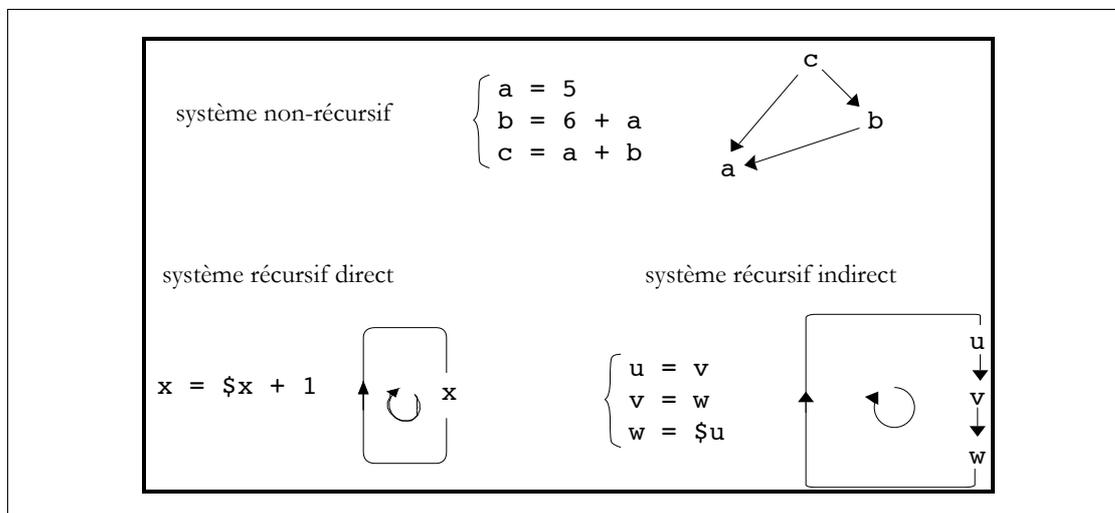 système non-récursif
a = 5
b = 6 + a
c = a + b
c
b
a
système récursif direct
x = $x + 1
x
système récursif indirect
u = v
v = w
w = $u
u
v
w